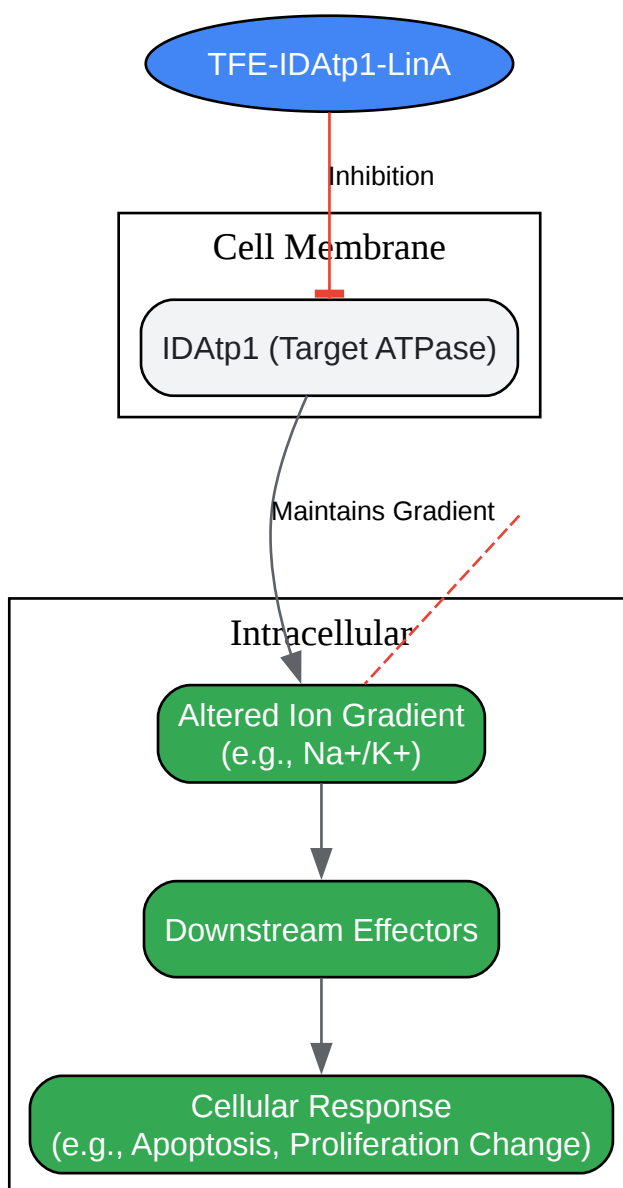 TFE-IDAtp1-LinA
Inhibition
Cell Membrane
IDAtp1 (Target ATPase)
Maintains Gradient
Intracellular
Altered Ion Gradient
(e.g., Na+/K+)
Downstream Effectors
Cellular Response
(e.g., Apoptosis, Proliferation Change)